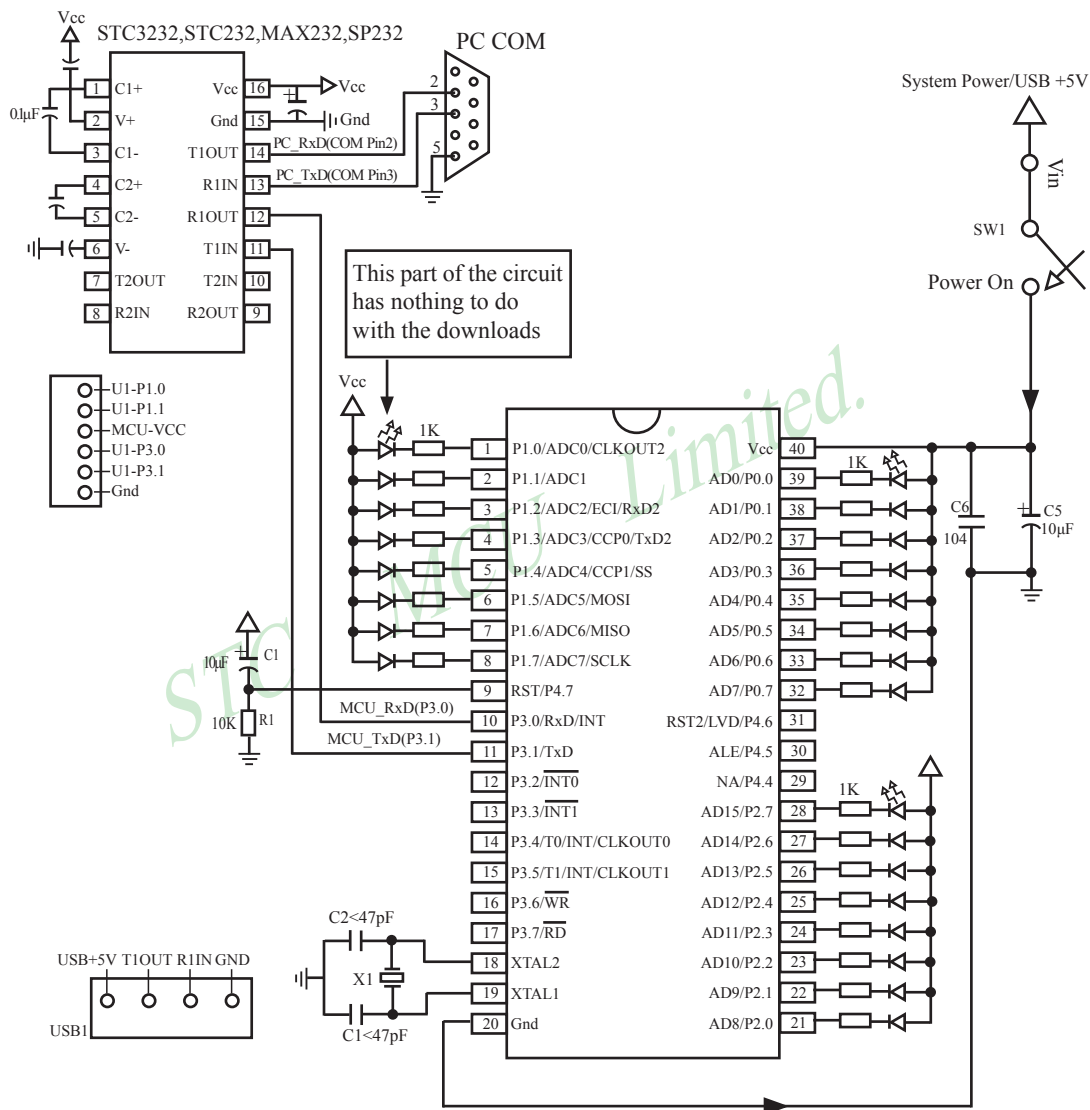 Vcc
STC3232,STC232,MAX232,SP232
PC COM
System Power/USB +5V
1 C1+ Vcc 16 Vcc
0.1μF
2 V+ Gnd 15 Gnd
3 C1- T1OUT 14 PC_RxD(COM Pin2)
4 C2+ R1IN 13 PC_TxD(COM Pin3)
5 C2- R1OUT 12
6 V- T1IN 11
7 T2OUT T2IN 10
8 R2IN R2OUT 9
2
3
5
Vin
SW1
Power On
This part of the circuit
has nothing to do
with the downloads
U1-P1.0
U1-P1.1
MCU-VCC
U1-P3.0
U1-P3.1
Gnd
Vcc
1K
1 P1.0/ADC0/CLKOUT2 Vcc 40
2 P1.1/ADC1 AD0/P0.0 39 1K
3 P1.2/ADC2/ECI/RxD2 AD1/P0.1 38
4 P1.3/ADC3/CCP0/TxD2 AD2/P0.2 37
5 P1.4/ADC4/CCP1/SS AD3/P0.3 36
6 P1.5/ADC5/MOSI AD4/P0.4 35
7 P1.6/ADC6/MISO AD5/P0.5 34
8 P1.7/ADC7/SCLK AD6/P0.6 33
9 RST/P4.7 AD7/P0.7 32
10 P3.0/RxD/INT RST2/LVD/P4.6 31
11 P3.1/TxD ALE/P4.5 30
12 P3.2/INT0 NA/P4.4 29
13 P3.3/INT1 AD15/P2.7 28 1K
14 P3.4/T0/INT/CLKOUT0 AD14/P2.6 27
15 P3.5/T1/INT/CLKOUT1 AD13/P2.5 26
16 P3.6/WR AD12/P2.4 25
17 P3.7/RD AD11/P2.3 24
18 XTAL2 AD10/P2.2 23
19 XTAL1 AD9/P2.1 22
20 Gnd AD8/P2.0 21
C6
104
C5
10μF
10μF
C1
10K
R1
MCU_RxD(P3.0)
MCU_TxD(P3.1)
C2<47pF
X1
C1<47pF
USB+5V T1OUT R1IN GND
USB1
STC MCU Limited.